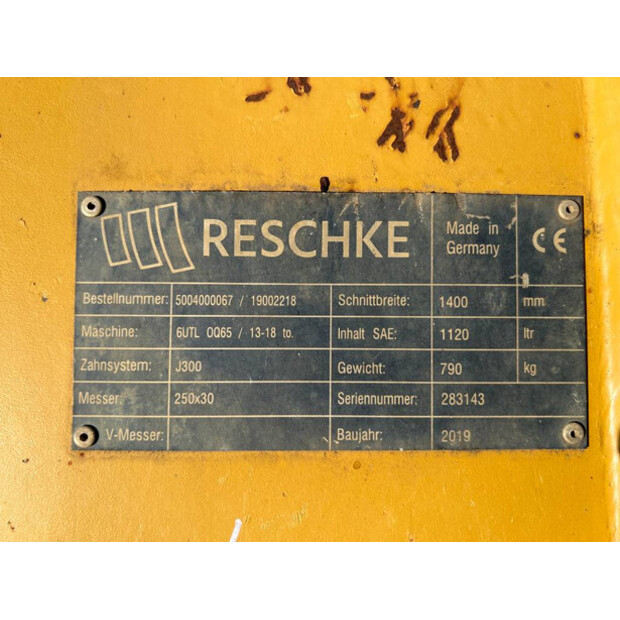 RESCHKE
Made in
Germany
CE
Bestellnummer: 5004000067 / 19002218 Schnittbreite: 1400 mm
Maschine: 6UTL OQ65 / 13-18 to. Inhalt SAE: 1120 ltr
Zahnsystem: J300 Gewicht: 790 kg
Messer: 250x30 Seriennummer: 283143
V-Messer: Baujahr: 2019